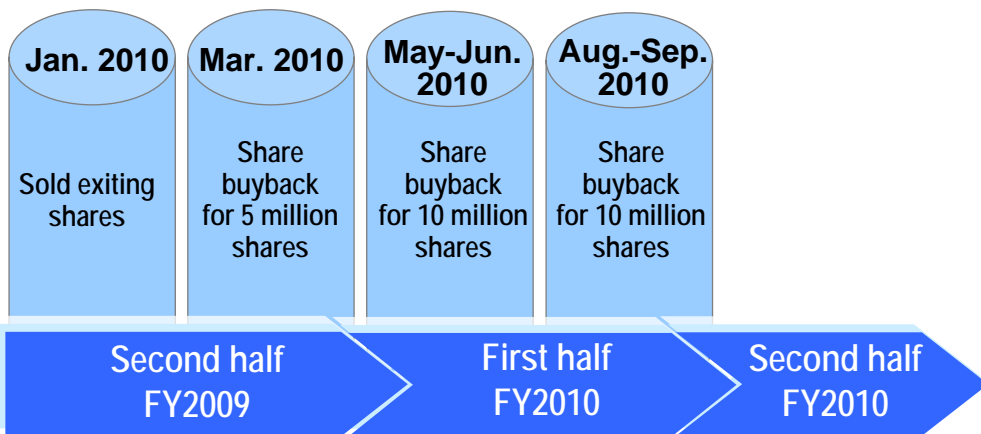 Jan. 2010
Sold exiting
shares
Mar. 2010
Share
buyback
for 5 million
shares
May-Jun.
2010
Share
buyback
for 10 million
shares
Aug.-Sep.
2010
Share
buyback
for 10 million
shares
Second half
FY2009
First half
FY2010
Second half
FY2010